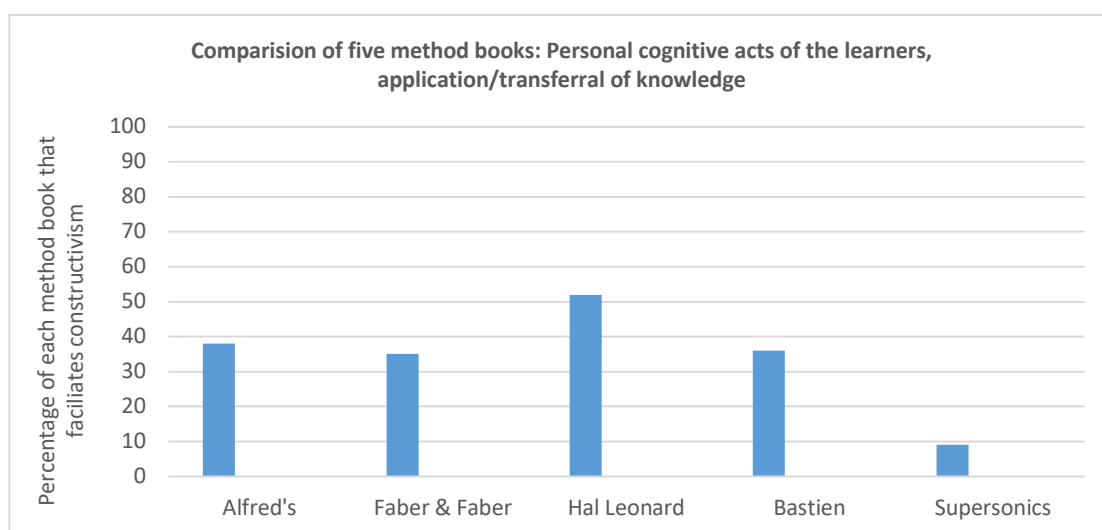 Comparision of five method books: Personal cognitive acts of the learners,
application/transferral of knowledge
Percentage of each method book that
faciliates constructivism
100
90
80
70
60
50
40
30
20
10
0
Alfred's Faber & Faber Hal Leonard Bastien Supersonics